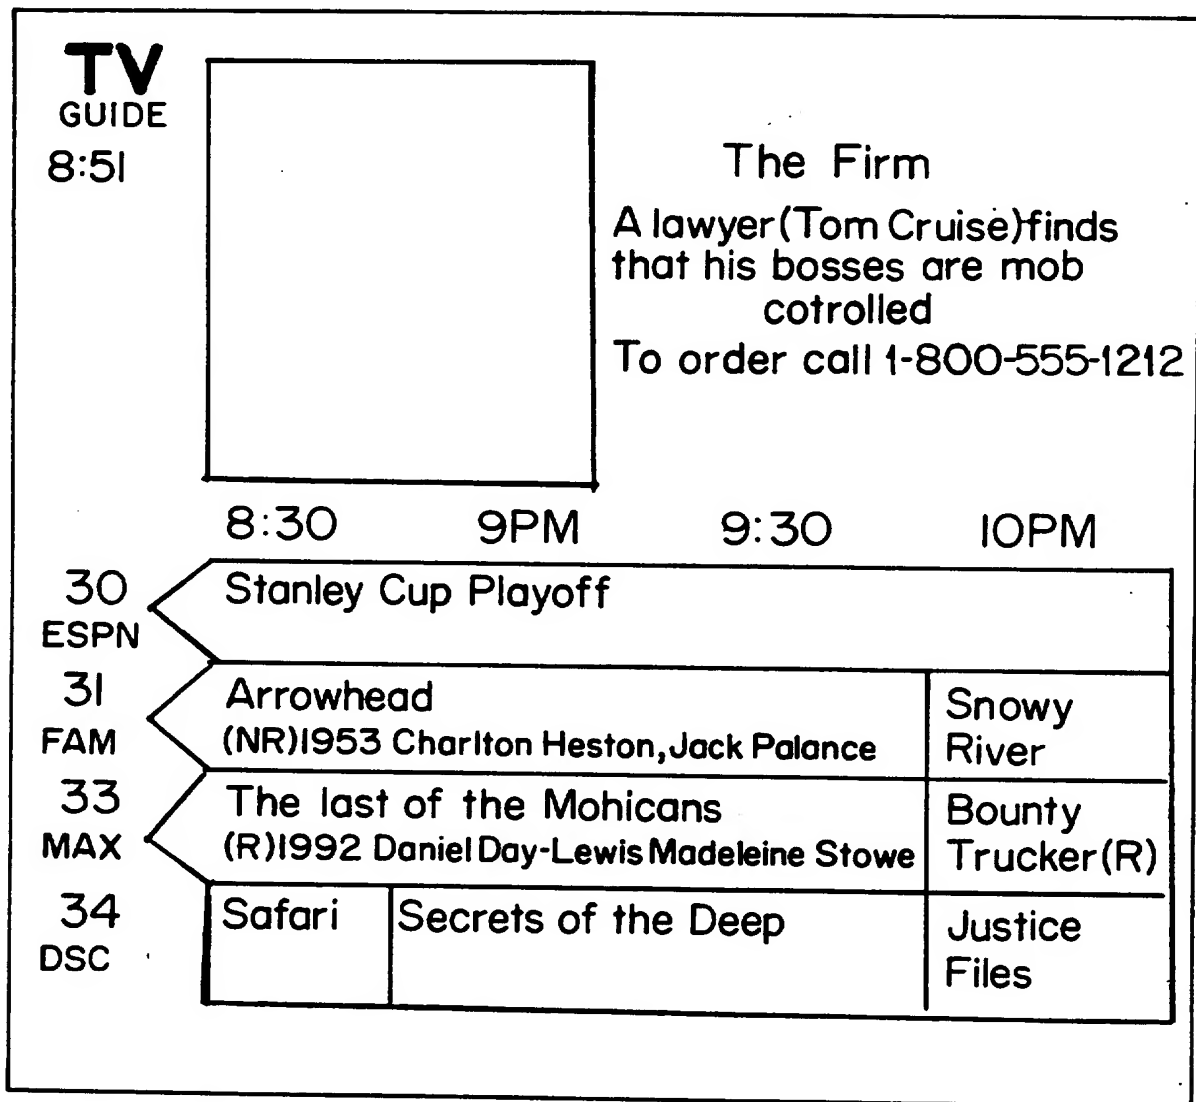 TV
GUIDE
8:51
The Firm
A lawyer(Tom Cruise)finds
that his bosses are mob
cotrolled
To order call 1-800-555-1212
8:30 9PM 9:30 10PM
30
ESPN
Stanley Cup Playoff
31
FAM
Arrowhead
(NR)1953 Charlton Heston,Jack Palance
Snowy
River
33
MAX
The last of the Mohicans
(R)1992 Daniel Day-Lewis Madeleine Stowe
Bounty
Trucker(R)
34
DSC
Safari
Secrets of the Deep
Justice
Files